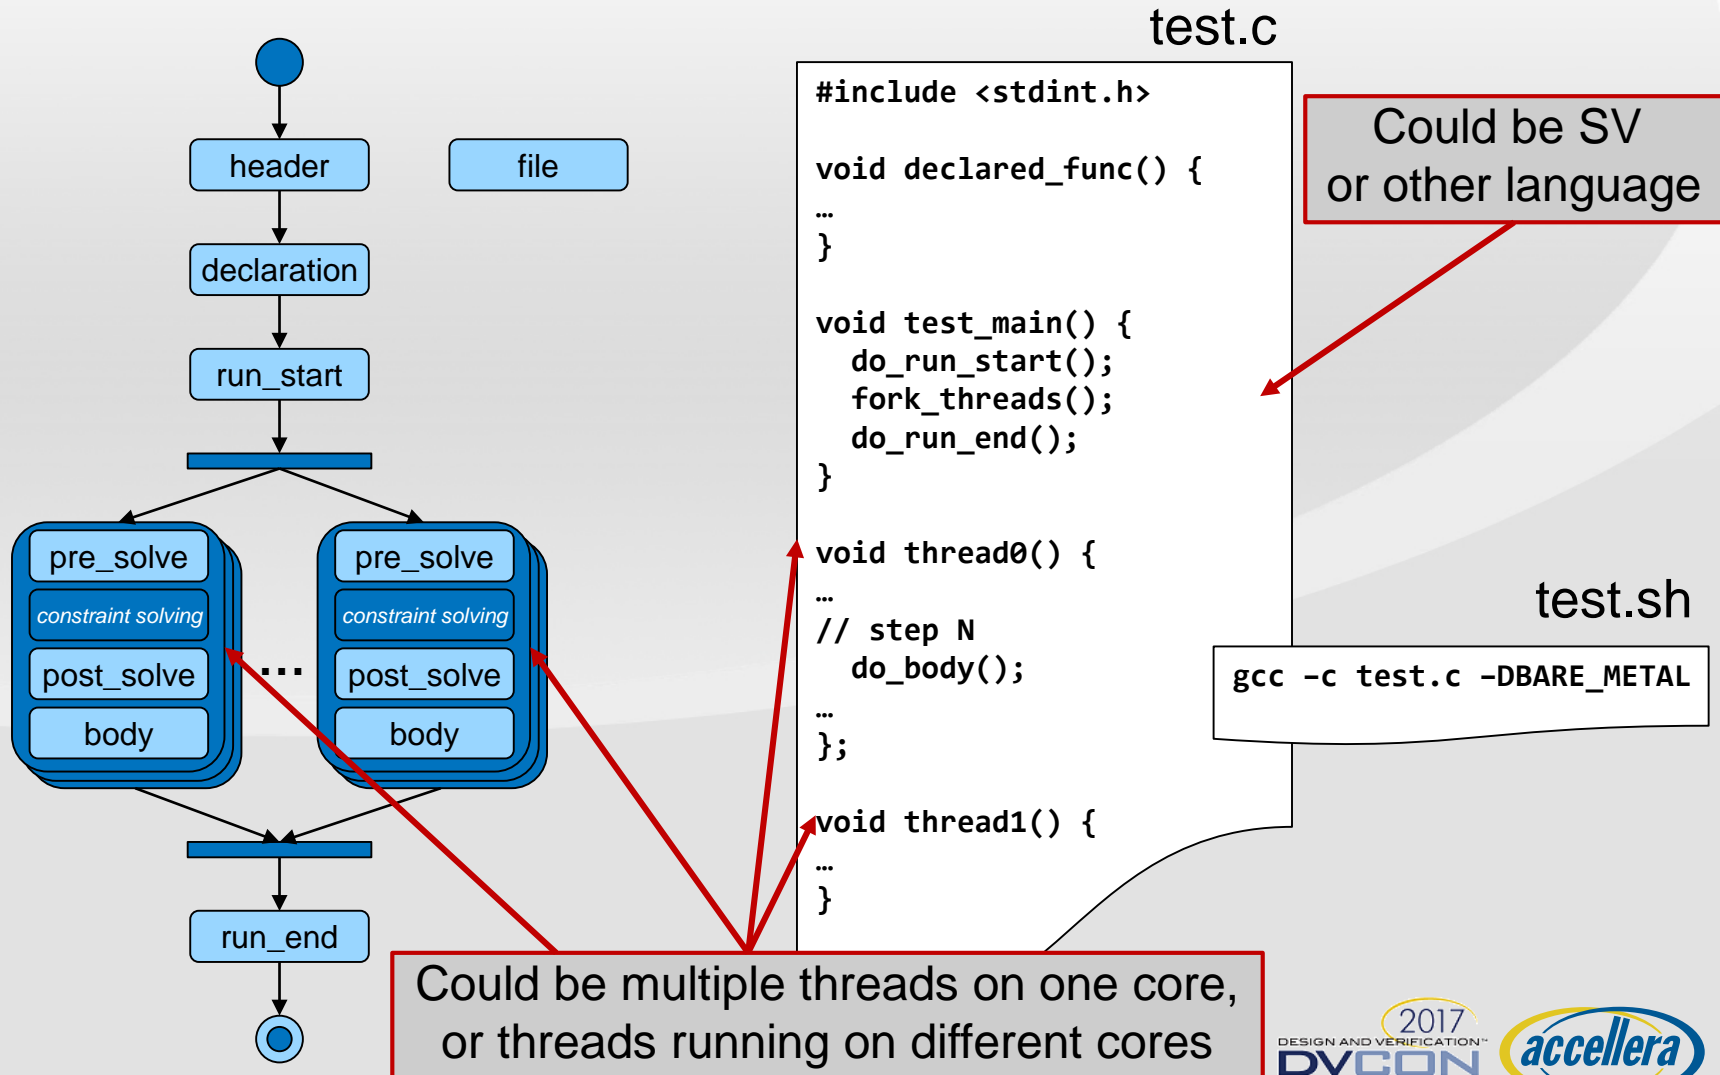 header
file
declaration
run_start
pre_solve
constraint solving
post_solve
body
...
pre_solve
constraint solving
post_solve
body
run_end
test.c
#include <stdint.h>
void declared_func() {
…
}
void test_main() {
do_run_start();
fork_threads();
do_run_end();
}
void thread0() {
…
// step N
do_body();
…
};
void thread1() {
…
}
Could be SV
or other language
test.sh
gcc –c test.c –DBARE_METAL
Could be multiple threads on one core,
or threads running on different cores
2017
DESIGN AND VERIFICATION™
DVCON
accellera